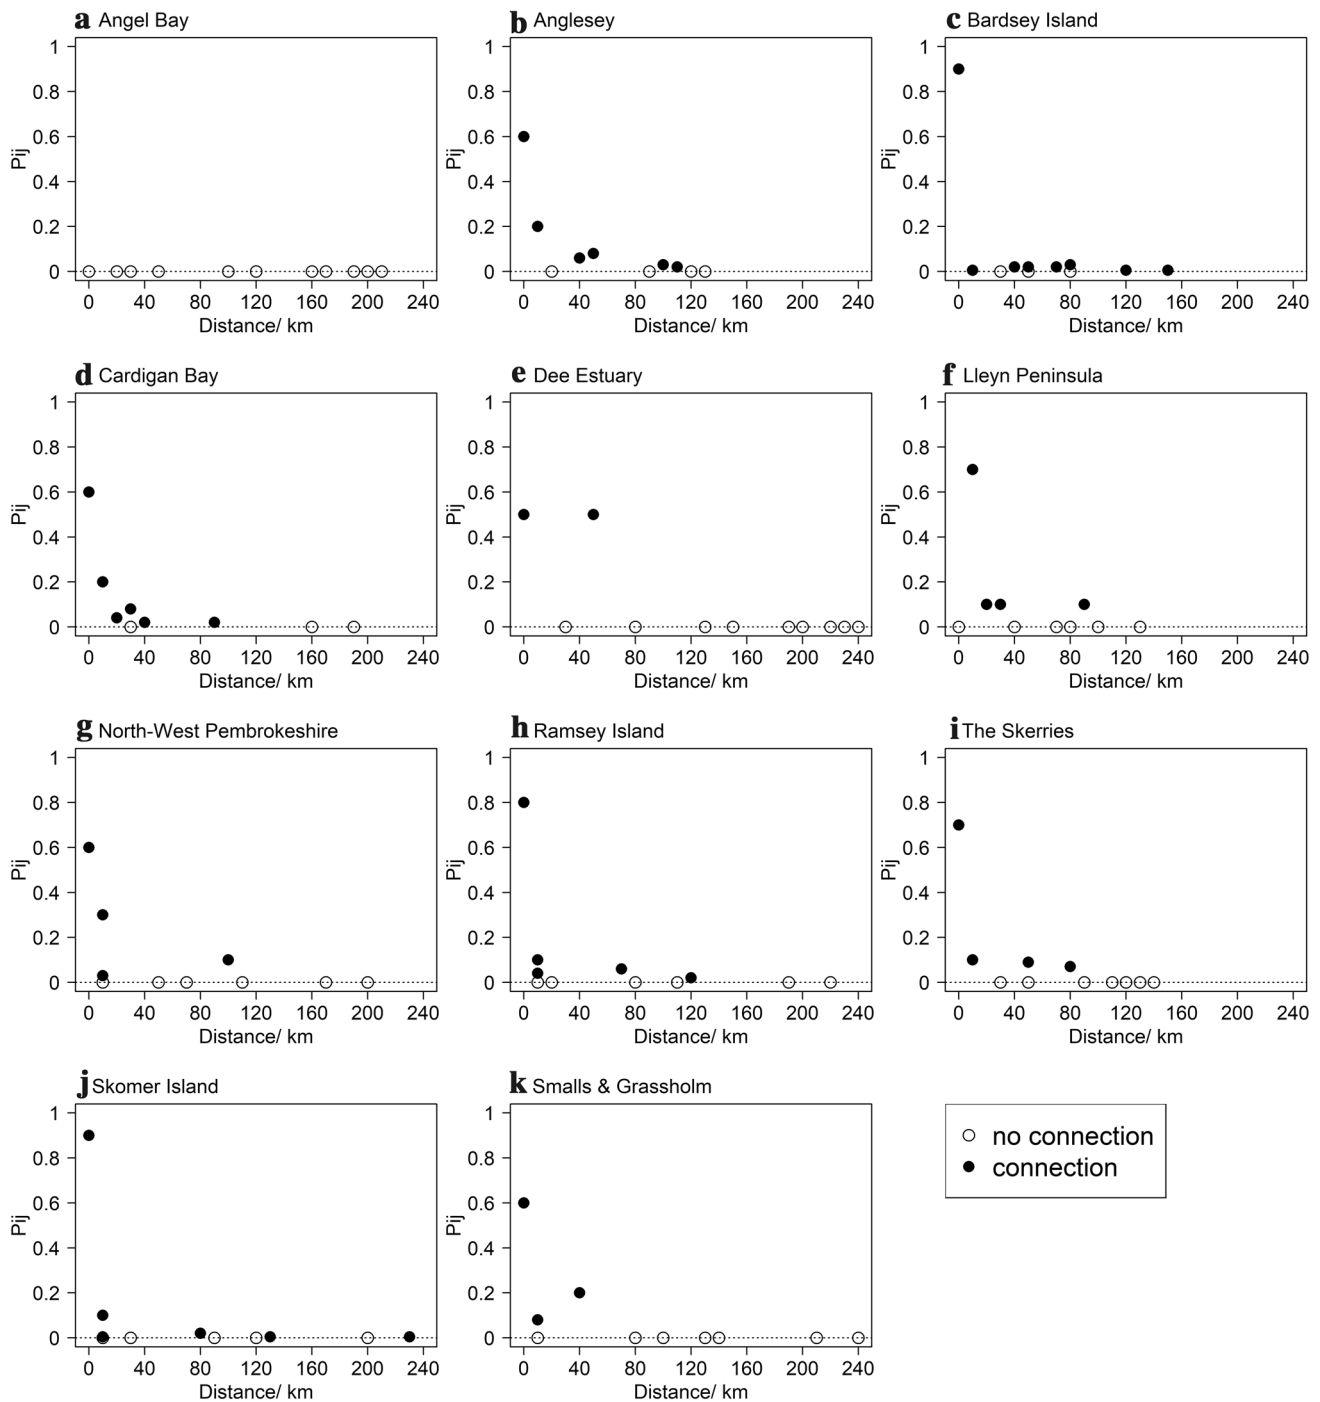 a Angel Bay
b Anglesey
c Bardsey Island
1 1 1
0.8 0.8 0.8
0.6 0.6 0.6
Pij Pij Pij
0.4 0.4 0.4
0.2 0.2 0.2
0 0 0
0 40 80 120 160 200 240 0 40 80 120 160 200 240 0 40 80 120 160 200 240
Distance/ km Distance/ km Distance/ km
d Cardigan Bay
e Dee Estuary
f Lleyn Peninsula
1 1 1
0.8 0.8 0.8
0.6 0.6 0.6
Pij Pij Pij
0.4 0.4 0.4
0.2 0.2 0.2
0 0 0
0 40 80 120 160 200 240 0 40 80 120 160 200 240 0 40 80 120 160 200 240
Distance/ km Distance/ km Distance/ km
g North-West Pembrokeshire
h Ramsey Island
i The Skerries
1 1 1
0.8 0.8 0.8
0.6 0.6 0.6
Pij Pij Pij
0.4 0.4 0.4
0.2 0.2 0.2
0 0 0
0 40 80 120 160 200 240 0 40 80 120 160 200 240 0 40 80 120 160 200 240
Distance/ km Distance/ km Distance/ km
j Skomer Island
k Smalls & Grassholm
1 1
0.8 0.8
0.6 0.6
Pij Pij
0.4 0.4
0.2 0.2
0 0
0 40 80 120 160 200 240 0 40 80 120 160 200 240
Distance/ km Distance/ km
no connection
connection